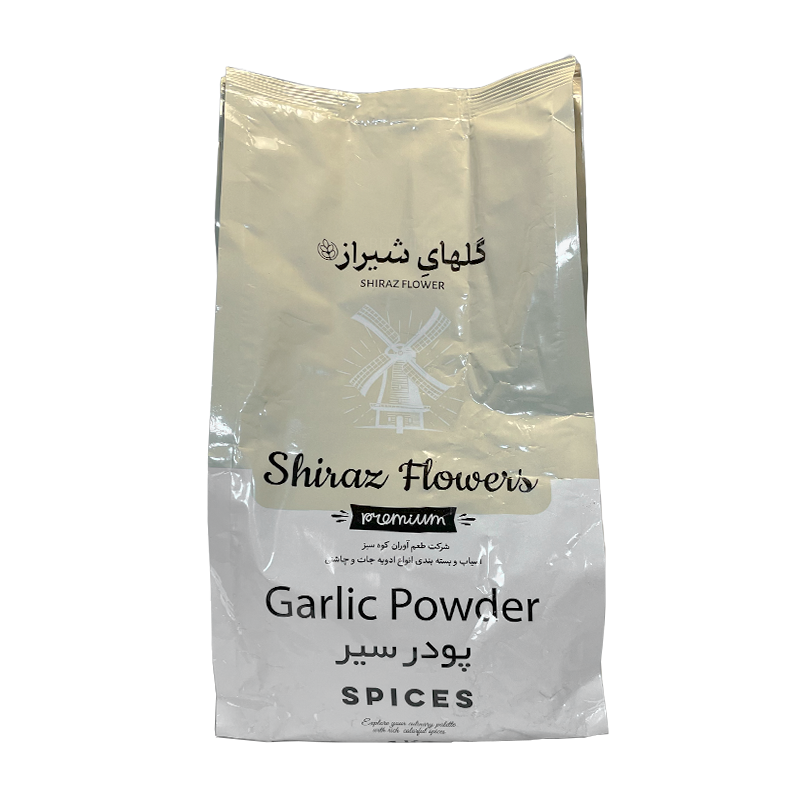 گلهایِ شیراز
SHIRAZ FLOWER
Shiraz Flowers
premium
شرکت طعم آوران کوه سبز
آسیاب و بسته بندی انواع ادویه جات و چاشنی
Garlic Powder
پودر سیر
SPICES
Explore your culinary palette
with rich colorful spices